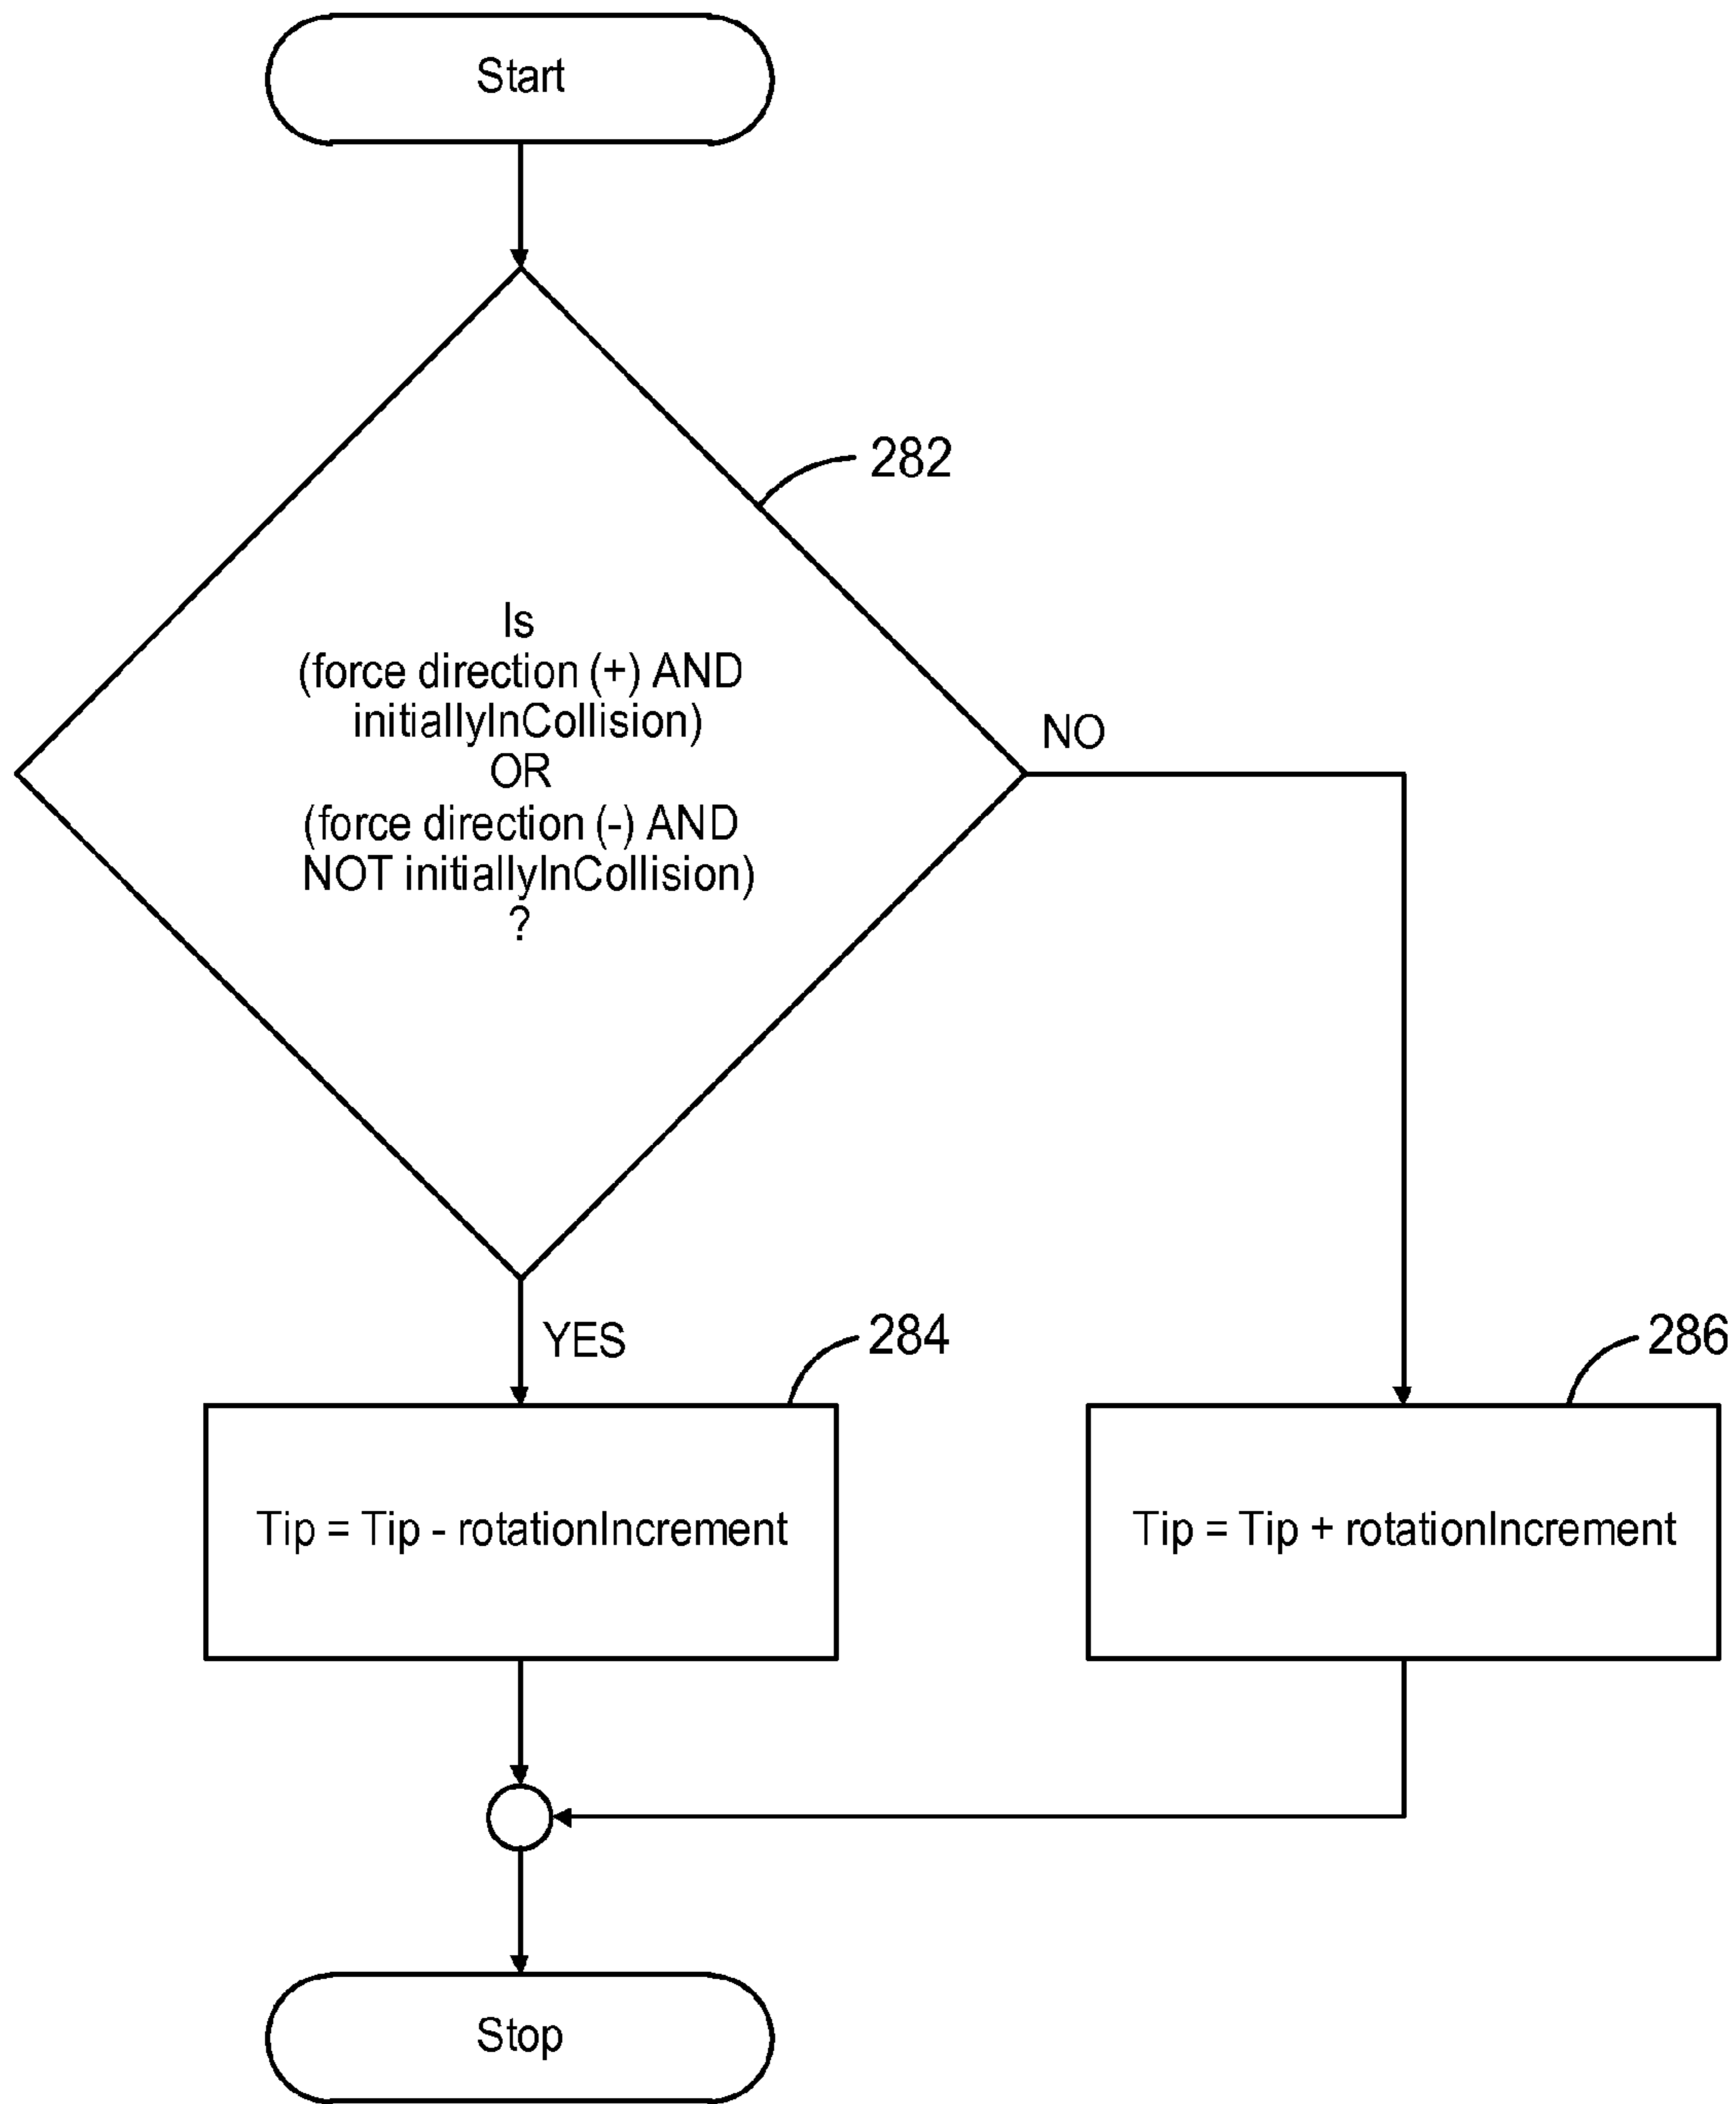 Start
282
Is
(force direction (+) AND
initiallyInCollision)
OR
(force direction (-) AND
NOT initiallyInCollision)
?
NO
YES
284
286
Tip = Tip - rotationIncrement
Tip = Tip + rotationIncrement
Stop